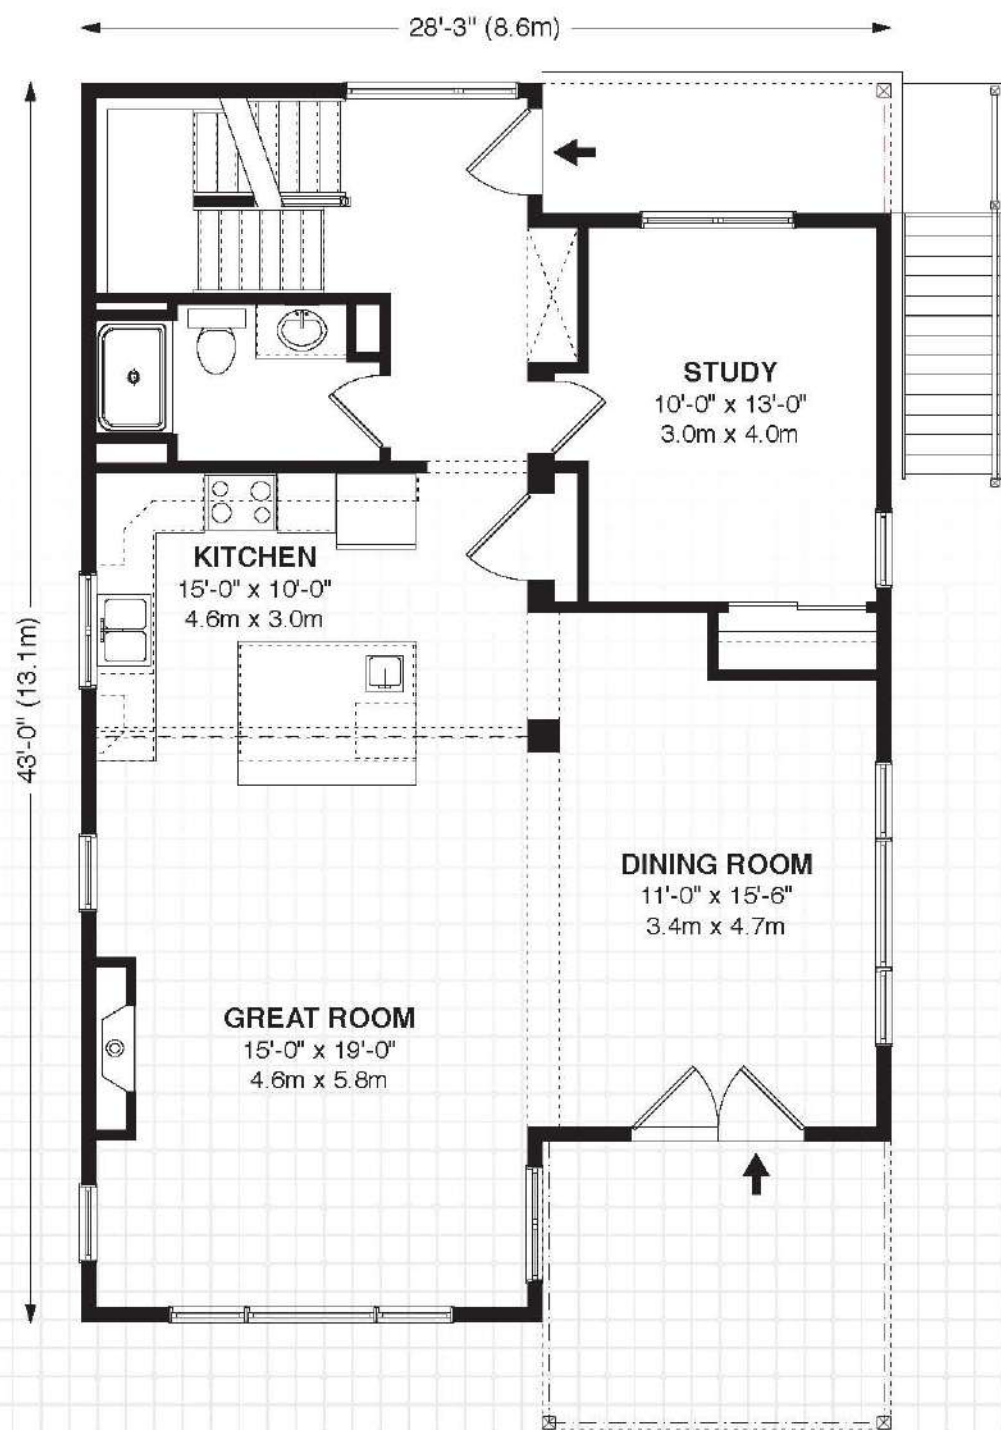 28'-3" (8.6m)
STUDY
10'-0" x 13'-0"
3.0m x 4.0m
KITCHEN
15'-0" x 10'-0"
4.6m x 3.0m
43'-0" (13.1m)
DINING ROOM
11'-0" x 15'-6"
3.4m x 4.7m
GREAT ROOM
15'-0" x 19'-0"
4.6m x 5.8m